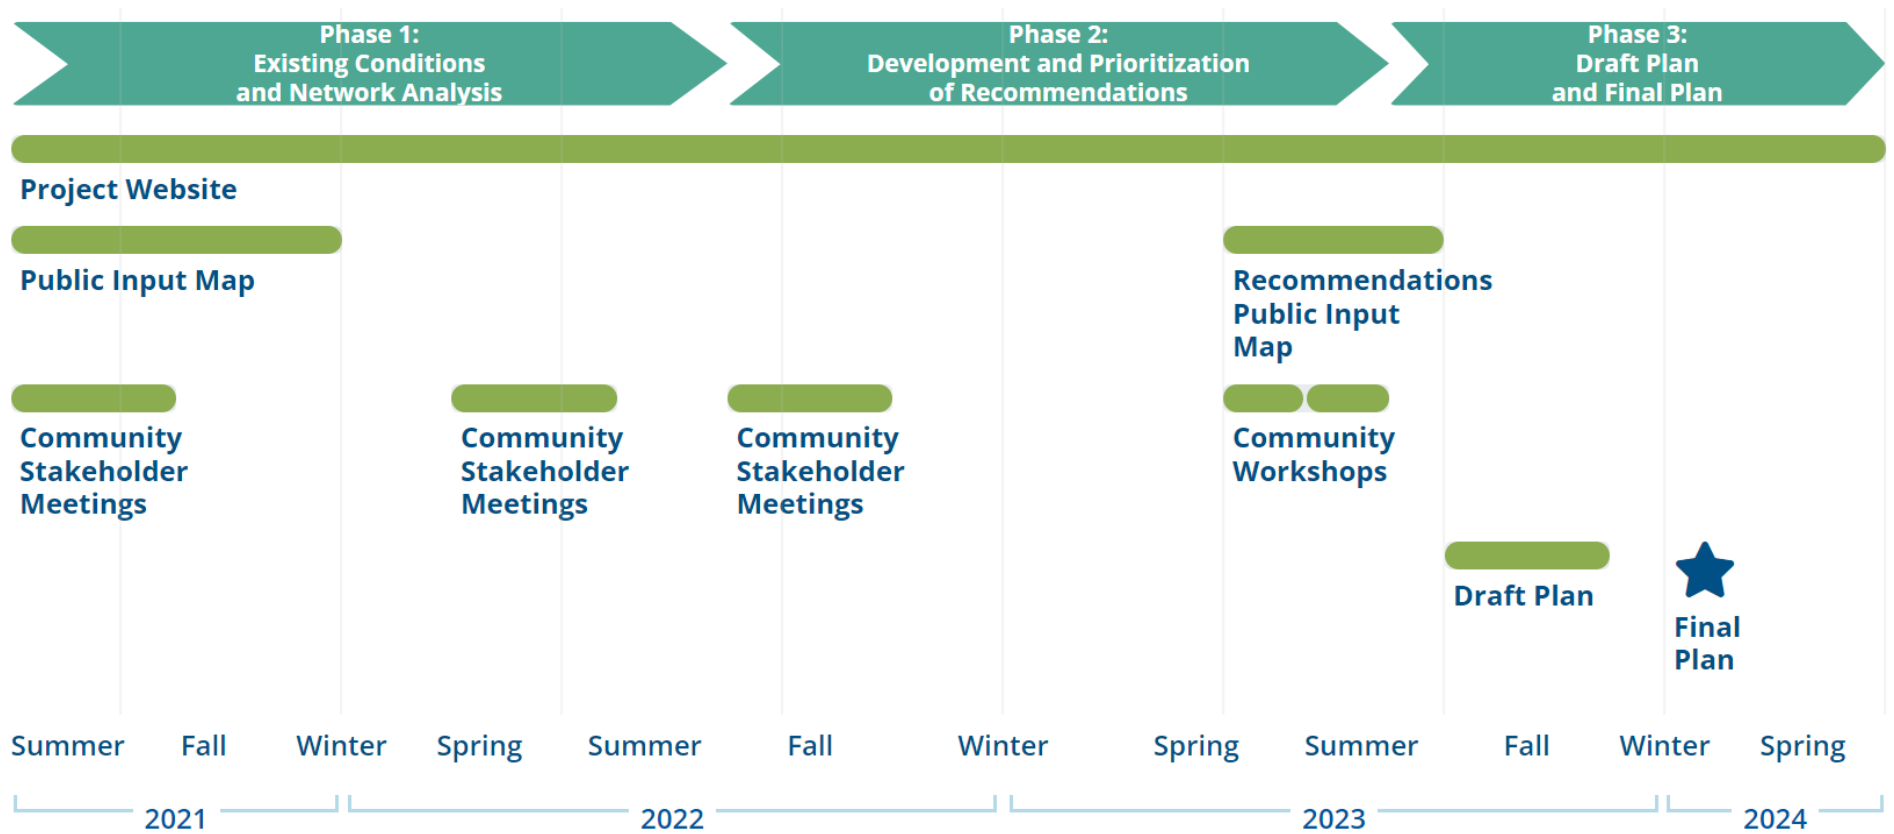 Phase 1:
Existing Conditions
and Network Analysis
Phase 2:
Development and Prioritization
of Recommendations
Phase 3:
Draft Plan
and Final Plan
Project Website
Public Input Map
Recommendations
Public Input
Map
Community
Stakeholder
Meetings
Community
Stakeholder
Meetings
Community
Stakeholder
Meetings
Community
Workshops
Draft Plan
Final
Plan
Summer Fall Winter Spring Summer Fall Winter Spring Summer Fall Winter Spring
2021 2022 2023 2024